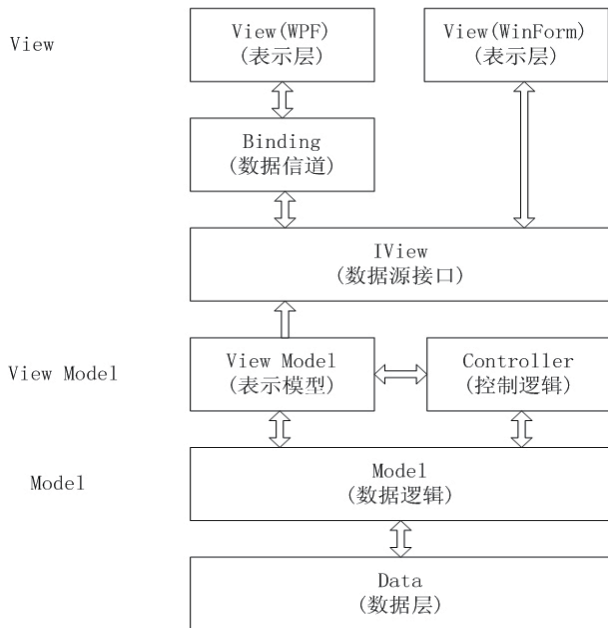 View
View(WPF)
(表示层)
View(WinForm)
(表示层)
Binding
(数据信道)
IView
(数据源接口)
View Model
View Model
(表示模型)
Controller
(控制逻辑)
Model
Model
(数据逻辑)
Data
(数据层)